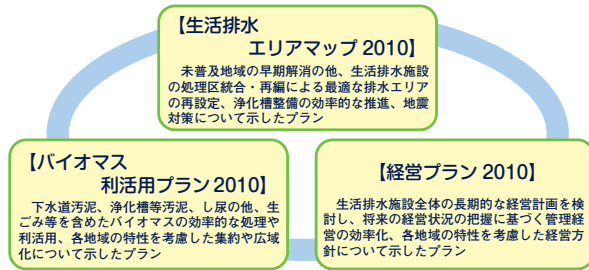 【生活排水
エリアマップ 2010】
未普及地域の早期解消の他、生活排水施設
の処理区統合・再編による最適な排水エリア
の再設定、浄化槽整備の効率的な推進、地震
対策について示したプラン
【バイオマス
利活用プラン 2010】
下水道汚泥、浄化槽等汚泥、し尿の他、生
ごみ等を含めたバイオマスの効率的な処理や
利活用、各地域の特性を考慮した集約や広域
化について示したプラン
【経営プラン 2010】
生活排水施設全体の長期的な経営計画を検
討し、将来の経営状況の把握に基づく管理経
営の効率化、各地域の特性を考慮した経営方
針について示したプラン